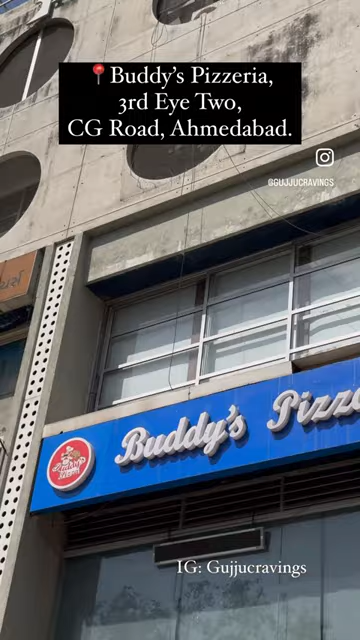 📍Buddy's Pizzeria,
3rd Eye Two,
CG Road, Ahmedabad.
@GUJJUCRAVINGS
Buddy's Pizz
IG: Gujjucravings